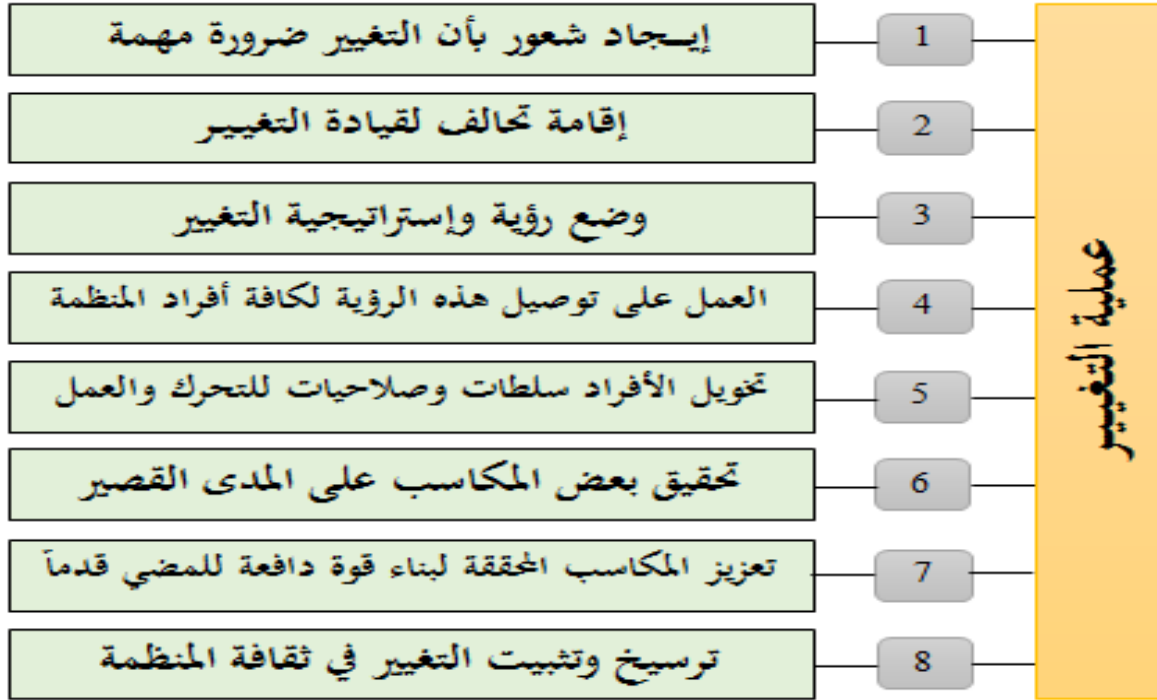 عملية التغيير
1
إيجاد شعور بأن التغيير ضرورة مهمة
2
إقامة تحالف لقيادة التغيير
3
وضع رؤية وإستراتيجية التغيير
4
العمل على توصيل هذه الرؤية لكافة أفراد المنظمة
5
تخويل الأفراد سلطات وصلاحيات للتحرك والعمل
6
تحقيق بعض المكاسب على المدى القصير
7
تعزيز المكاسب المحققة لبناء قوة دافعة للمضي قدماً
8
ترسيخ وتثبيت التغيير في ثقافة المنظمة